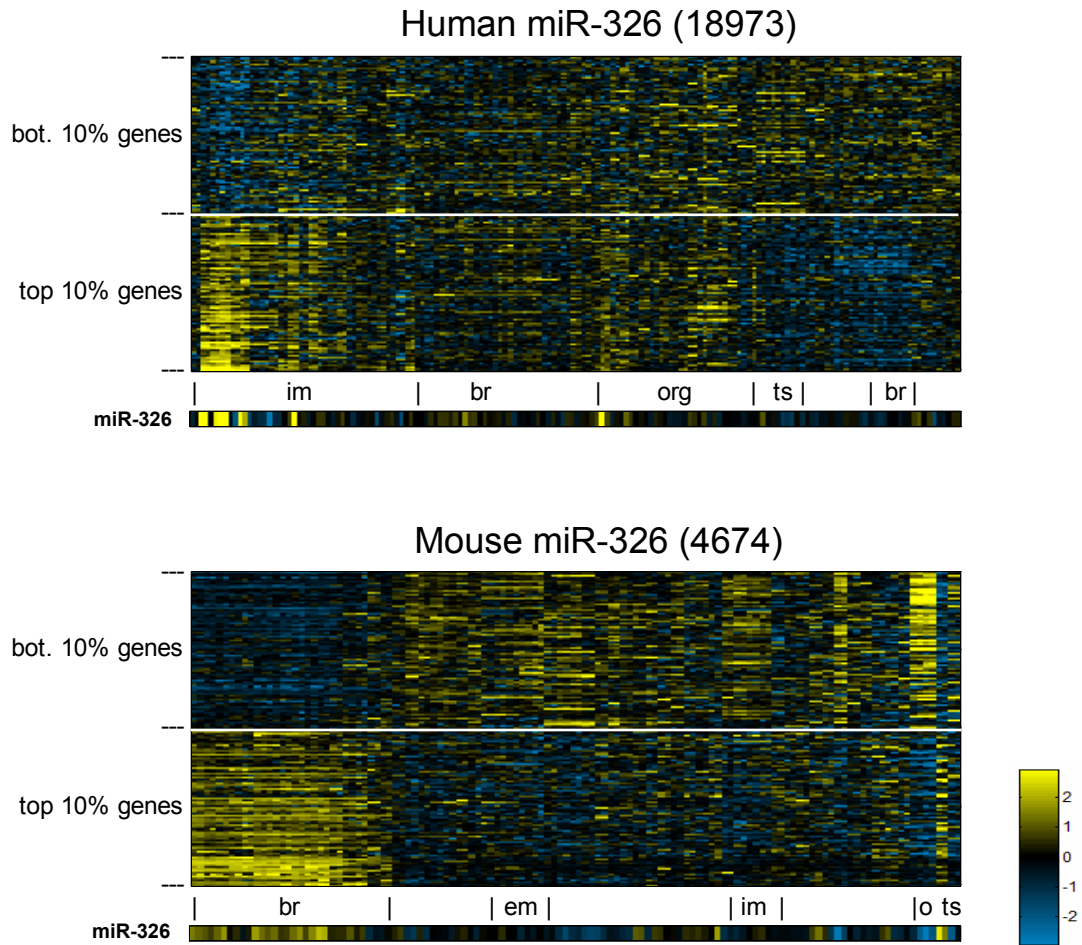 Human miR-326 (18973)
---
bot. 10% genes
---
top 10% genes
---
| im | br | org | ts | | br |
miR-326
Mouse miR-326 (4674)
---
bot. 10% genes
---
top 10% genes
---
| br | | em | | im | | o ts
miR-326
2
1
0
-1
-2